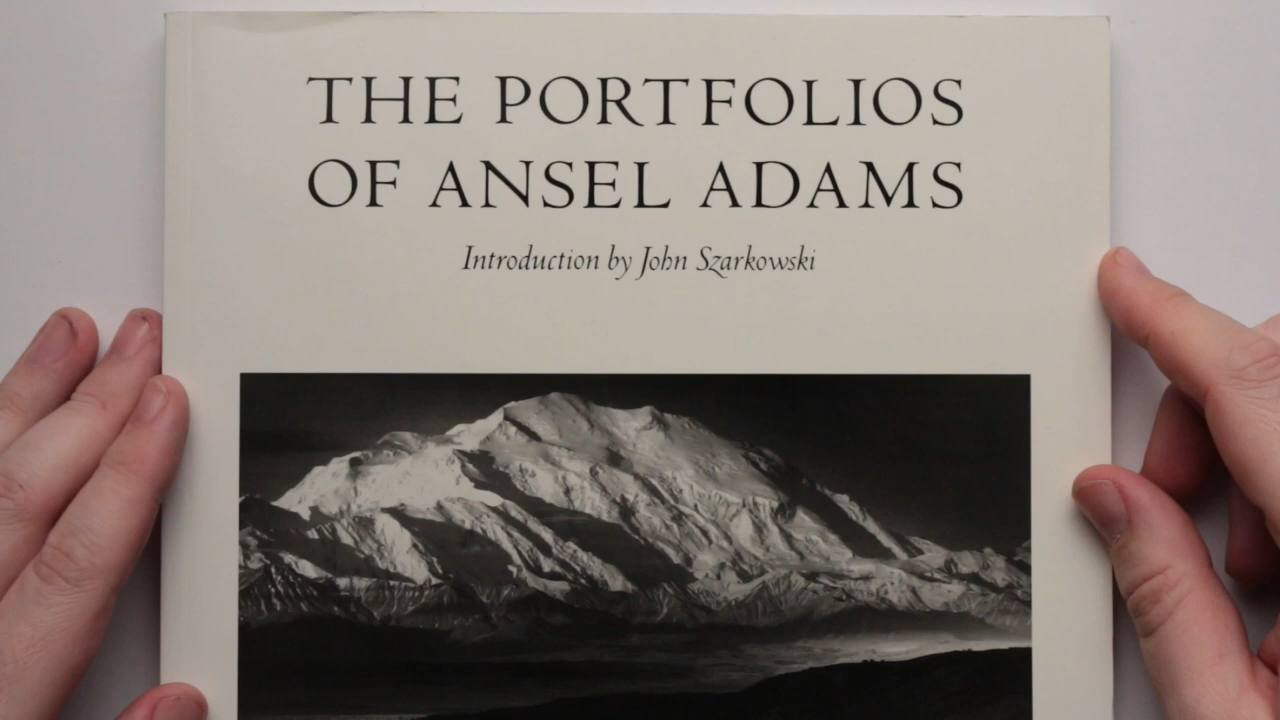 THE PORTFOLIOS
OF ANSEL ADAMS
Introduction by John Szarkowski